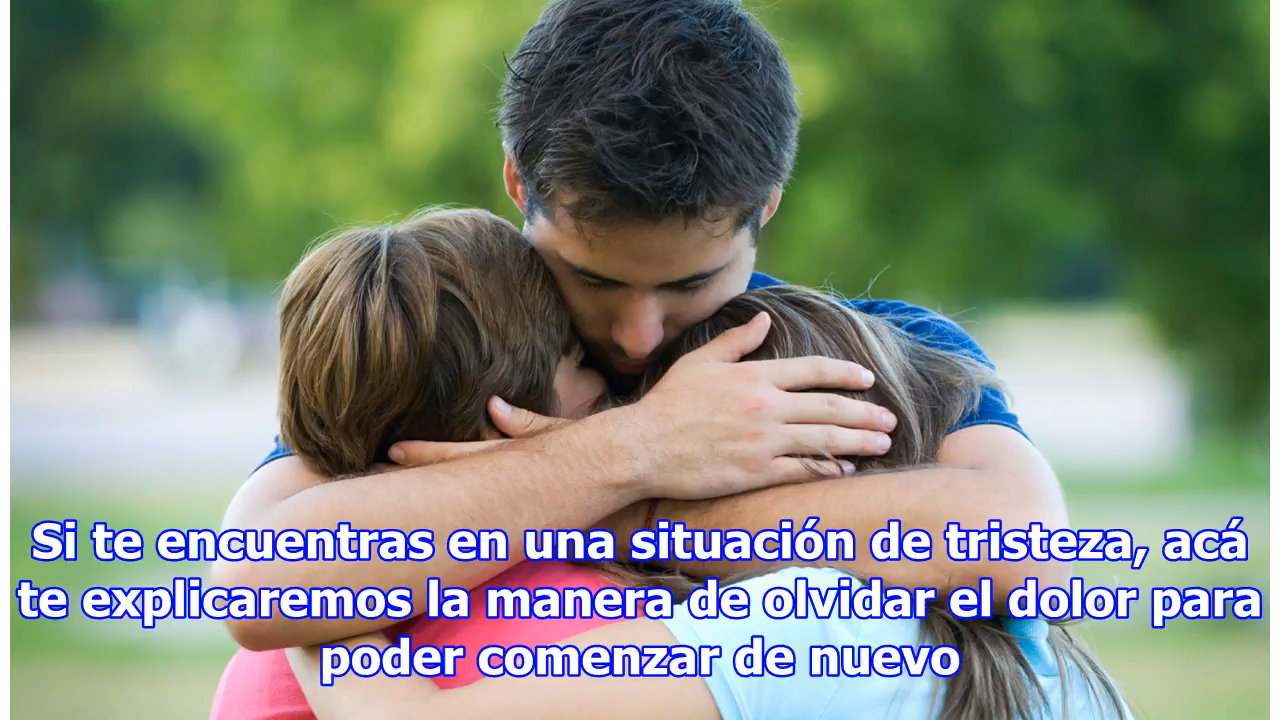 Si te encuentras en una situación de tristeza, acá
te explicaremos la manera de olvidar el dolor para
poder comenzar de nuevo